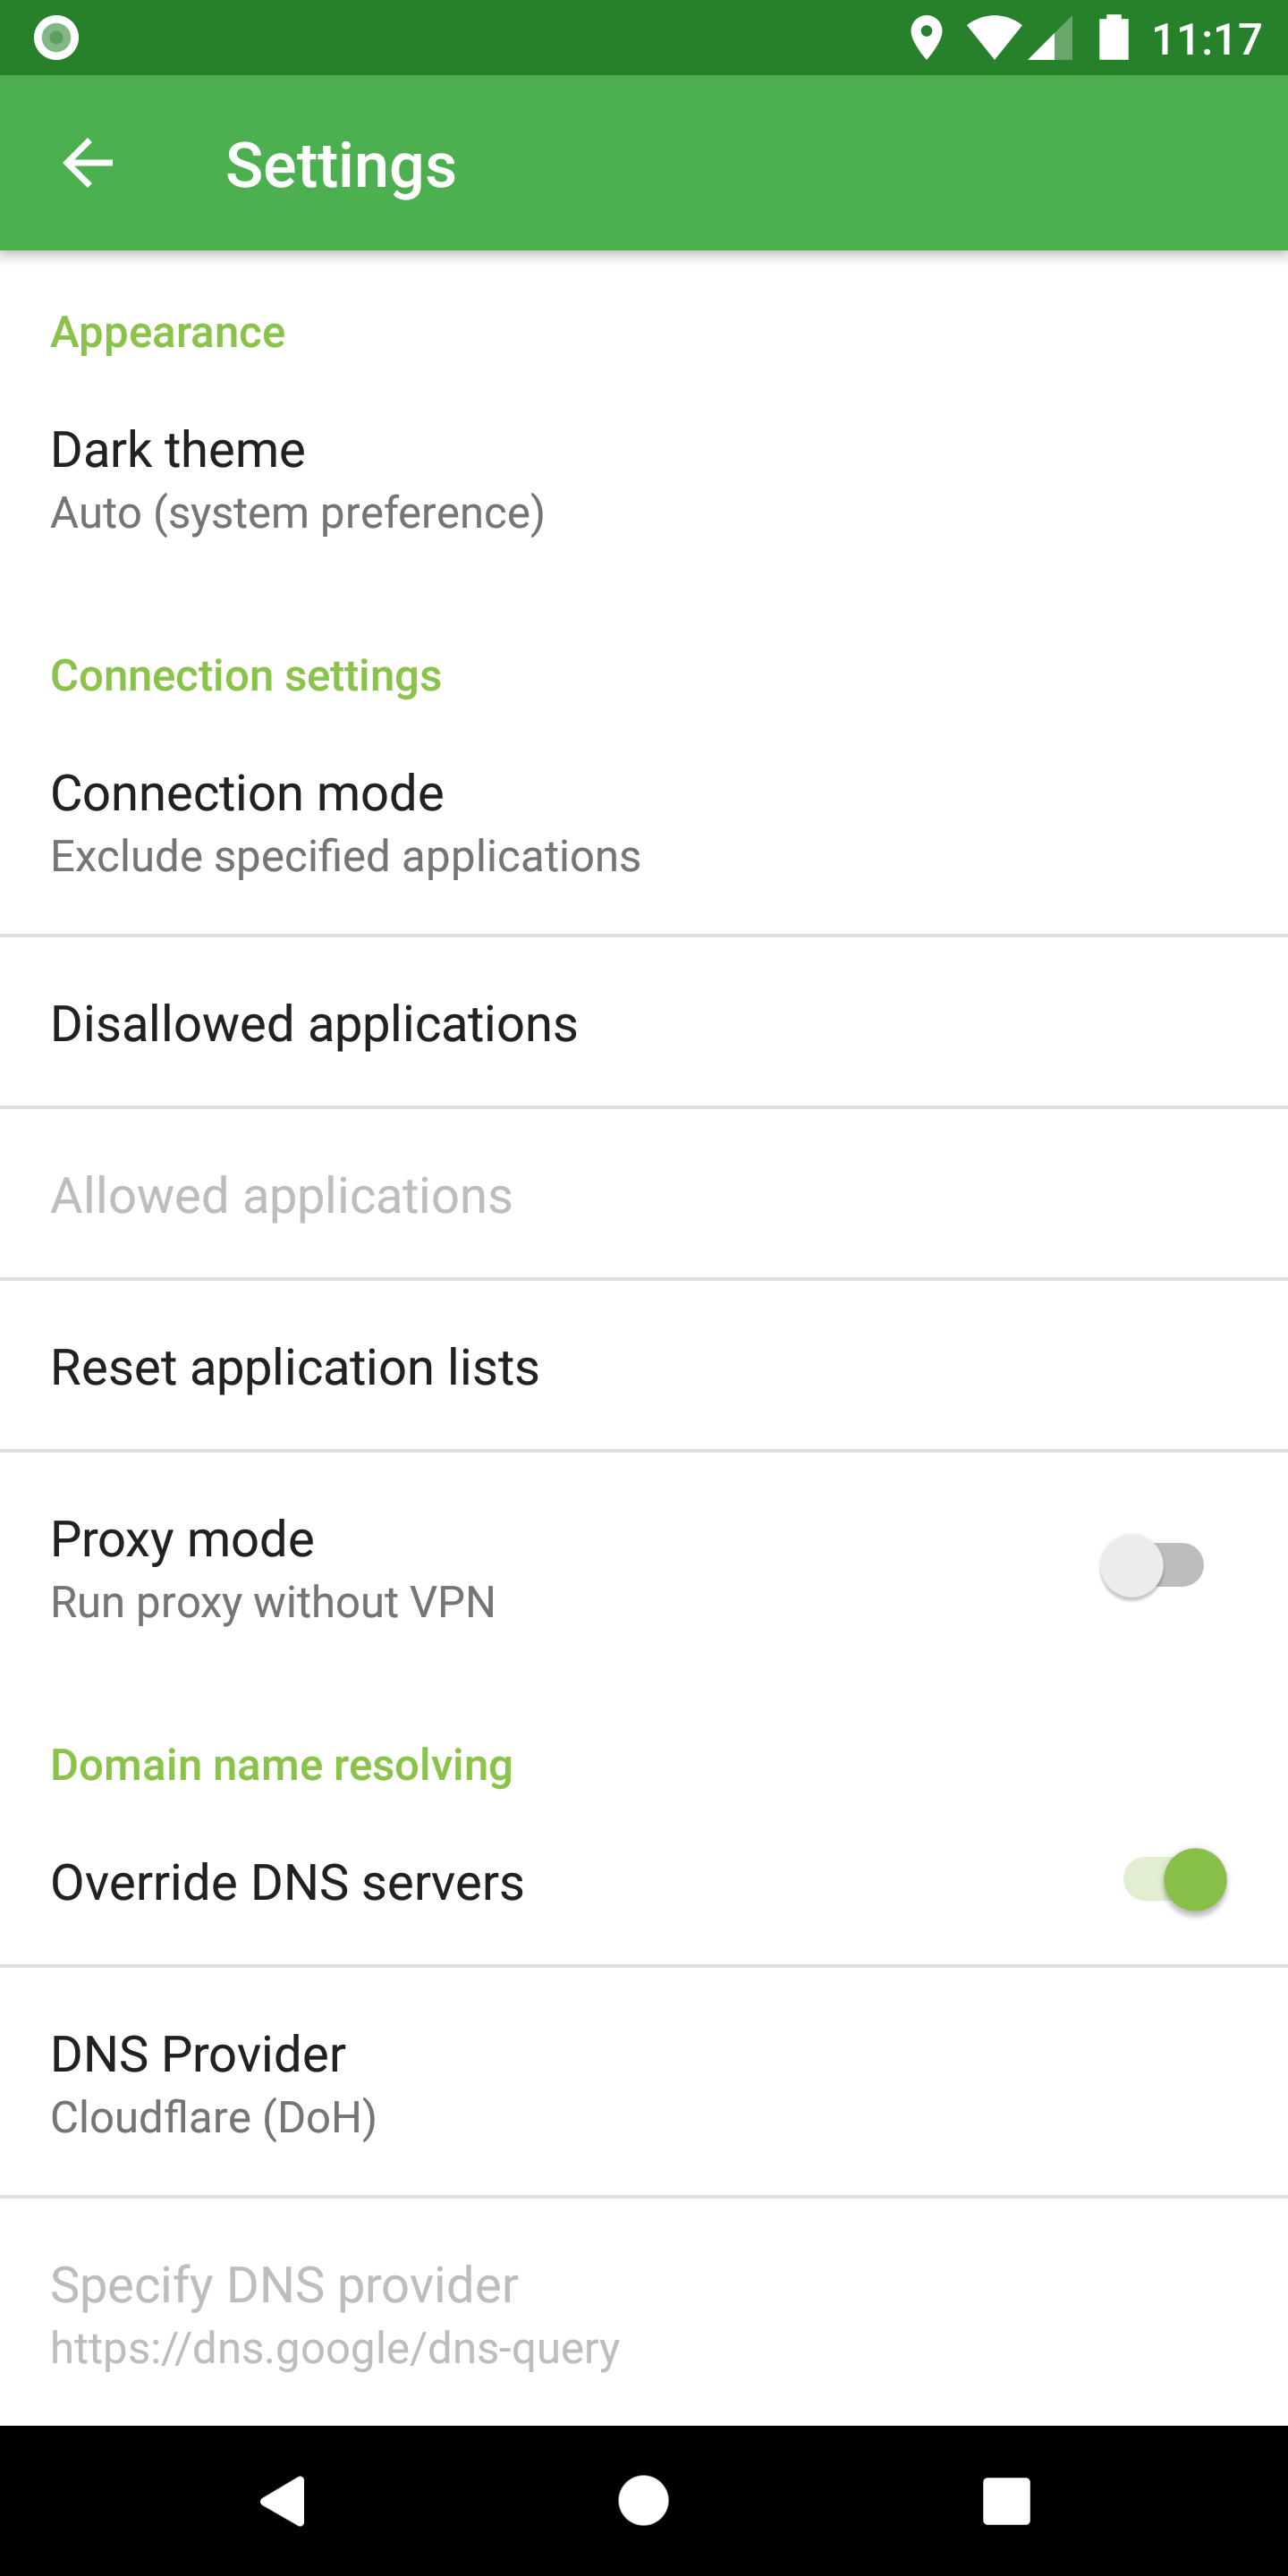 11:17
Settings
Appearance
Dark theme
Auto (system preference)
Connection settings
Connection mode
Exclude specified applications
Disallowed applications
Allowed applications
Reset application lists
Proxy mode
Run proxy without VPN
Domain name resolving
Override DNS servers
DNS Provider
Cloudflare (DoH)
Specify DNS provider
https://dns.google/dns-query